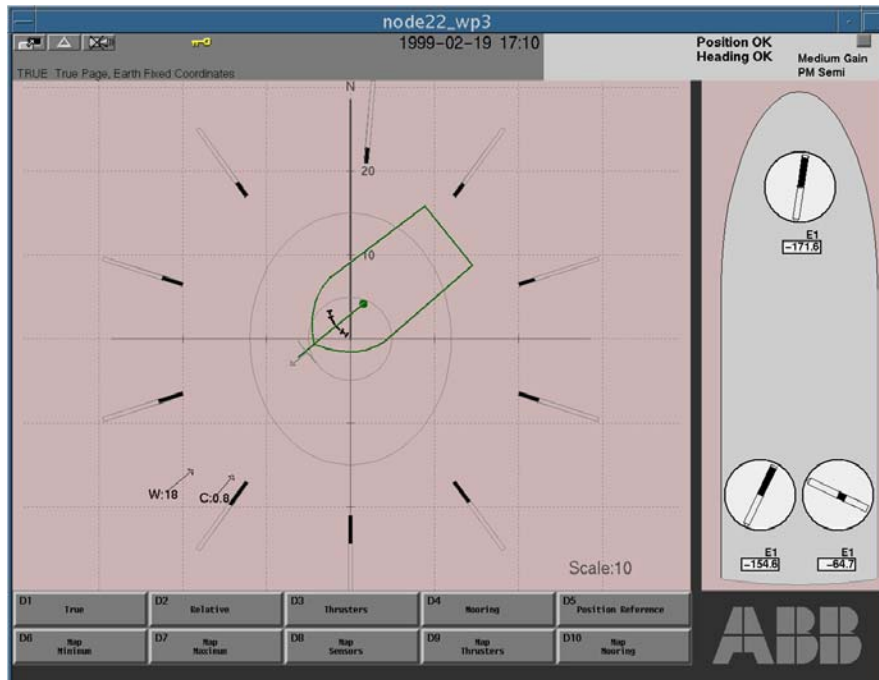 node22_wp3
1999-02-19 17:10
Position OK
Heading OK
Medium Gain
PM Semi
TRUE True Page, Earth Fixed Coordinates
N
20
10
E1
-171.6
W:18
C:0.8
E1
-154.6
E1
-64.7
Scale:10
D1 True
D2 Relative
D3 Thrusters
D4 Mooring
D5 Position Reference
D6 Map Minimum
D7 Map Maximum
D8 Map Sensors
D9 Map Thrusters
D10 Map Mooring
ABB